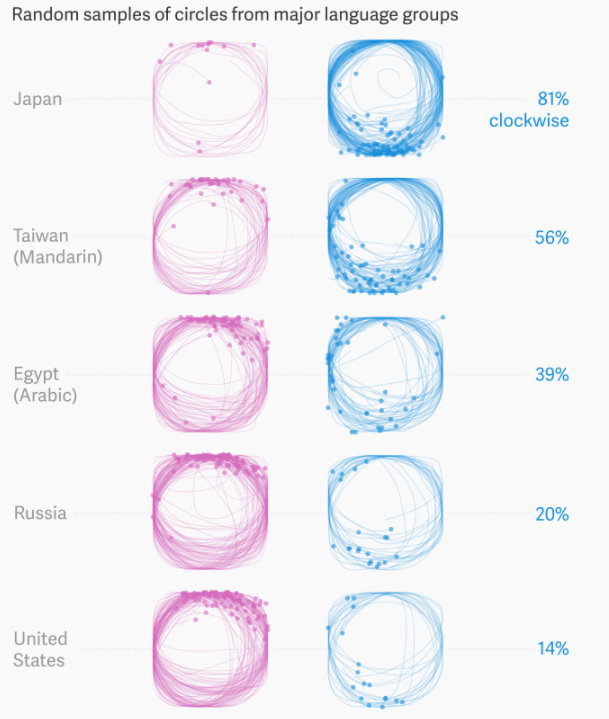 Random samples of circles from major language groups
Japan
81%
clockwise
Taiwan
(Mandarin)
56%
Egypt
(Arabic)
39%
Russia
20%
United
States
14%